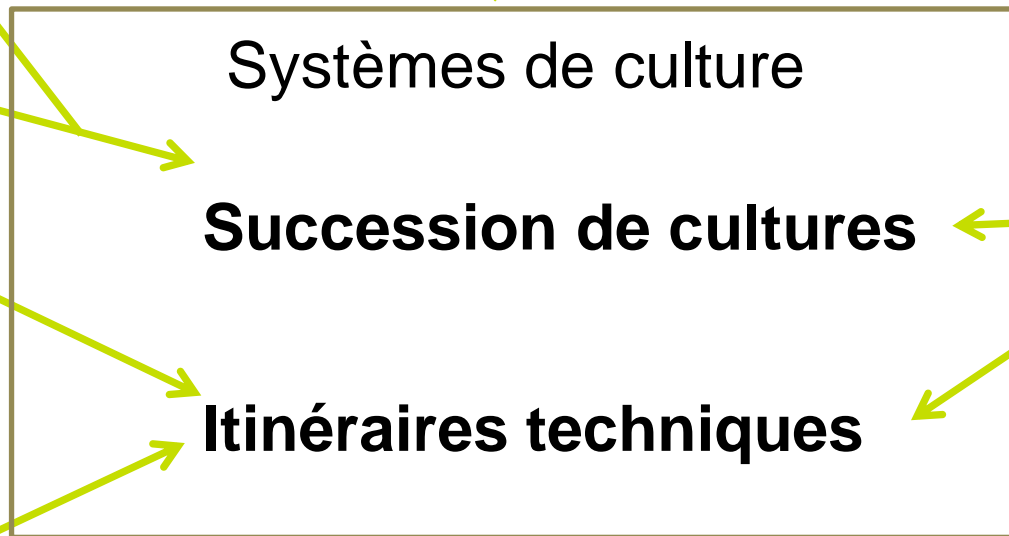 Systèmes de culture
Succession de cultures
Itinéraires techniques